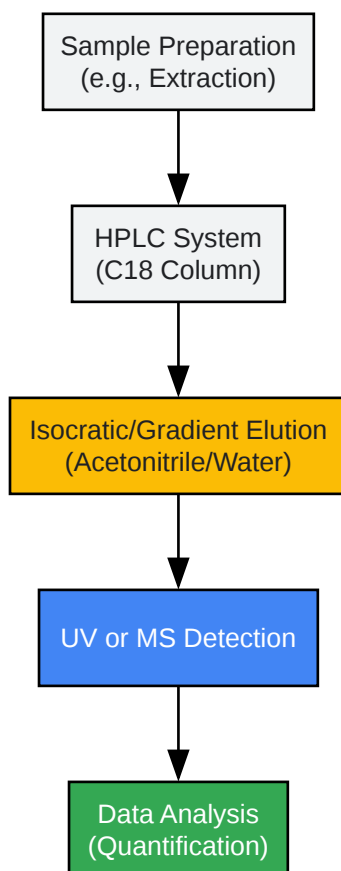 Sample Preparation
(e.g., Extraction)
HPLC System
(C18 Column)
Isocratic/Gradient Elution
(Acetonitrile/Water)
UV or MS Detection
Data Analysis
(Quantification)